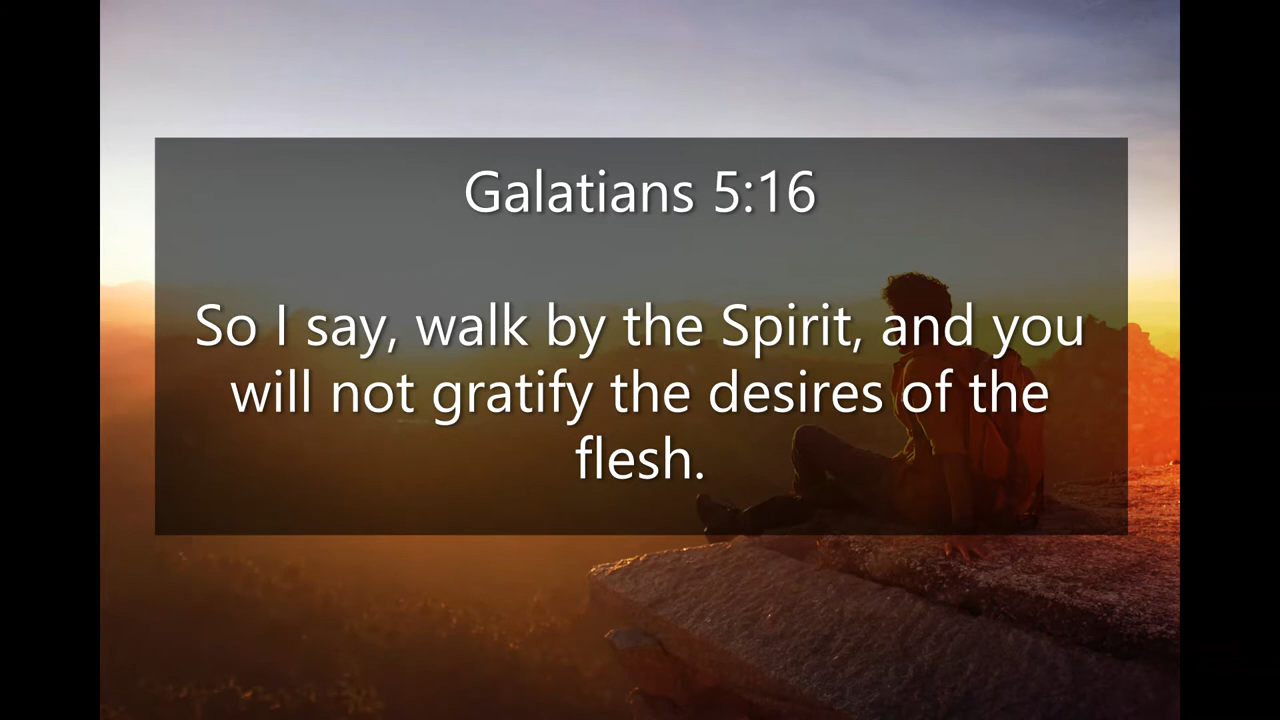 Galatians 5:16
So I say, walk by the Spirit, and you
will not gratify the desires of the
flesh.